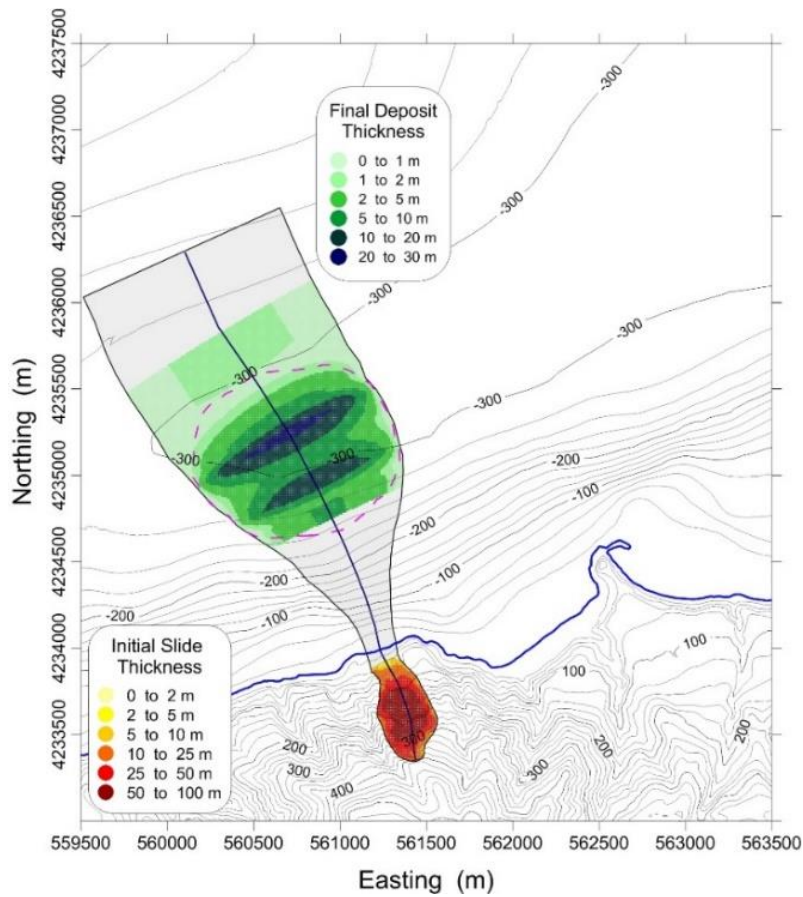 4237500
4237000
4236500
4236000
4235500
4235000
4234500
4234000
4233500
Northing (m)
Final Deposit
Thickness
0 to 1 m
1 to 2 m
2 to 5 m
5 to 10 m
10 to 20 m
20 to 30 m
-300
-300
-300
-300
-300
-300
-300
-300
-200
-100
-200
-200
-100
-100
-200
-100
Initial Slide
Thickness
0 to 2 m
2 to 5 m
5 to 10 m
10 to 25 m
25 to 50 m
50 to 100 m
100
100
200
300
400
200
200
300
300
559500 560000 560500 561000 561500 562000 562500 563000 563500
Easting (m)